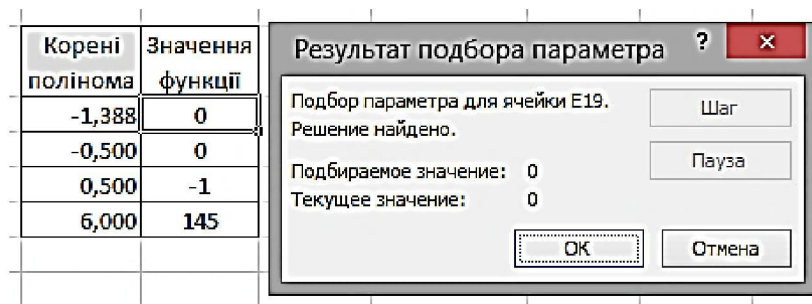 Корені Значення
полінома функції
-1,388 0
-0,500 0
0,500 -1
6,000 145
Результат подбора параметра ? ×
Подбор параметра для ячейки E19.
Решение найдено.
Подбираемое значение: 0
Текущее значение: 0
Шаг
Пауза
ОК Отмена